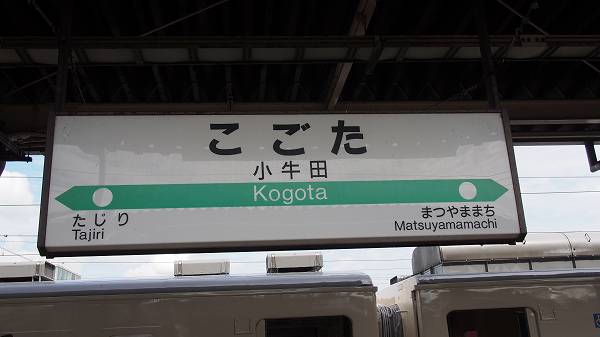 こごた
小牛田
Kogota
たじり
Tajiri
まつやままち
Matsuyamamachi